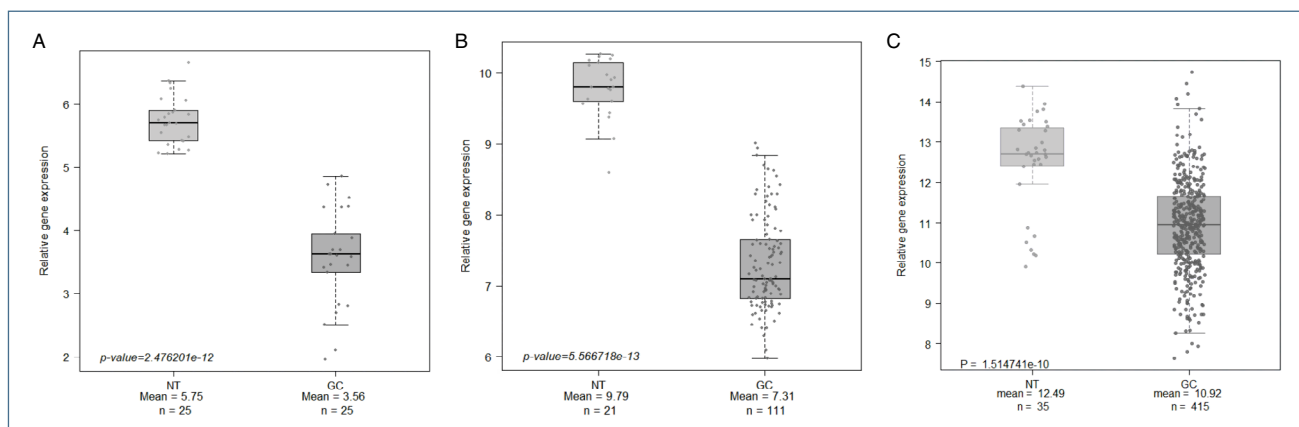 A
Relative gene expression
6
5
4
3
2
p-value=2.476201e-12
NT
GC
Mean = 5.75
Mean = 3.56
n = 25
n = 25
B
Relative gene expression
10
9
8
7
6
p-value=5.566718e-13
NT
GC
Mean = 9.79
Mean = 7.31
n = 21
n = 111
C
Relative gene expression
15
14
13
12
11
10
9
8
P = 1.514741e-10
NT
GC
mean = 12.49
mean = 10.92
n = 35
n = 415